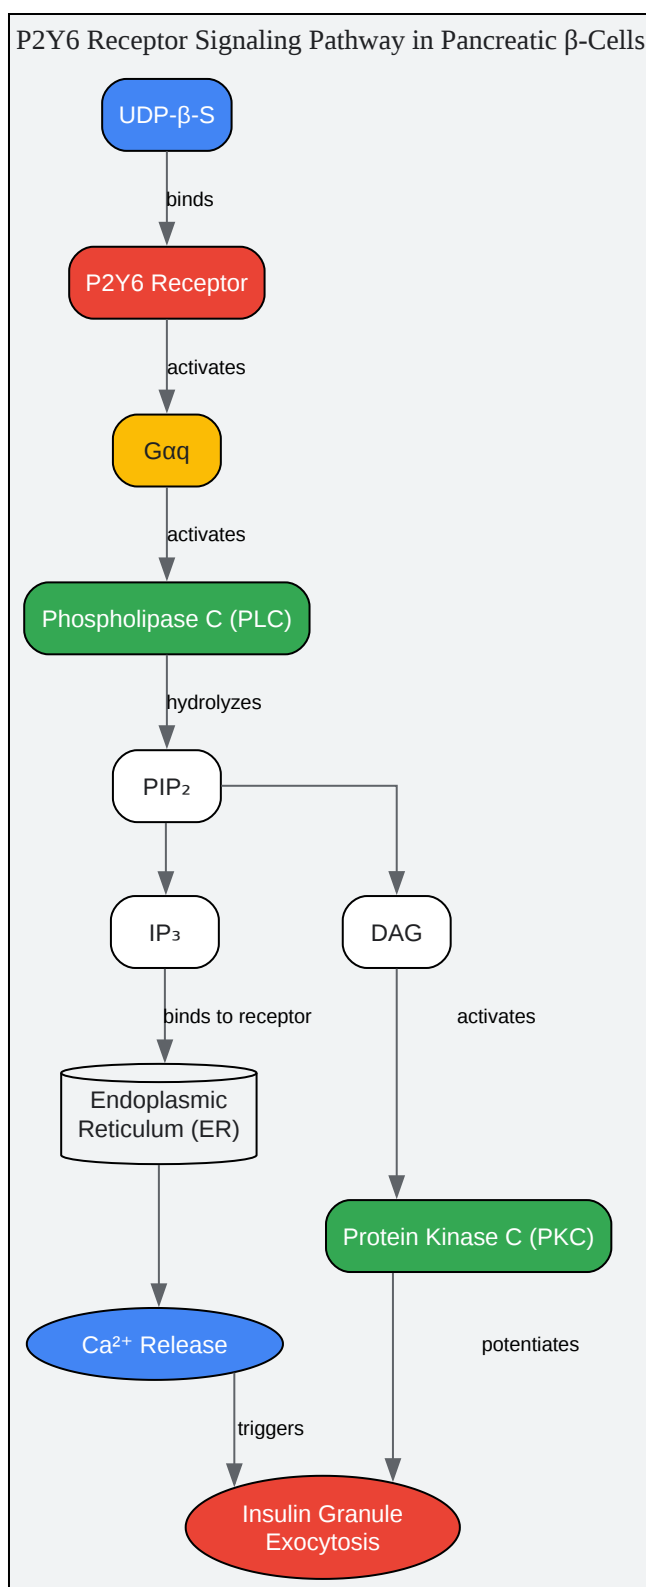 P2Y6 Receptor Signaling Pathway in Pancreatic β-Cells
UDP-β-S
binds
P2Y6 Receptor
activates
Gαq
activates
Phospholipase C (PLC)
hydrolyzes
PIP₂
IP₃
DAG
binds to receptor
activates
Endoplasmic
Reticulum (ER)
Protein Kinase C (PKC)
Ca²⁺ Release
potentiates
triggers
Insulin Granule
Exocytosis